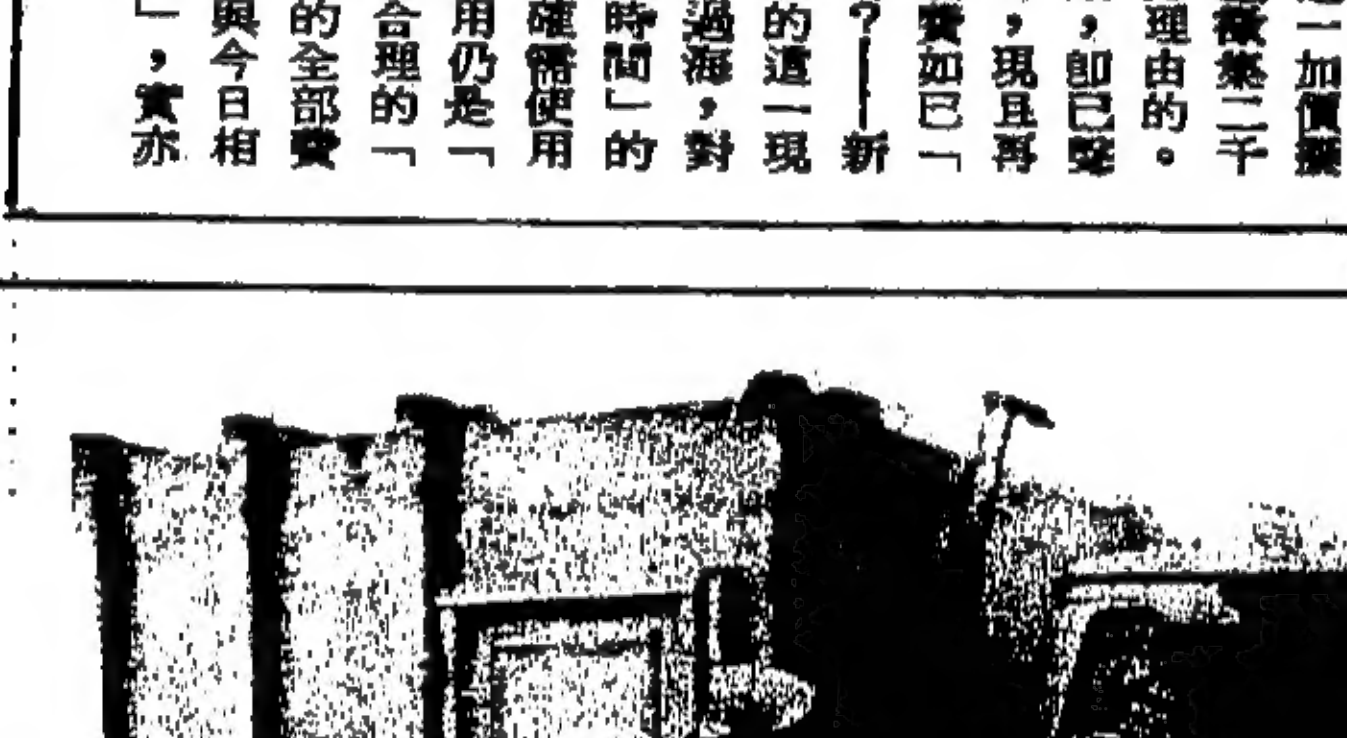 一加價
集二千
理由的。
，即已
，現且再
實如已「
？——新
的這一現
過海，對
時間」的
確需使用
用仍是「
合理的「
的全部費
與今日相
」，實亦